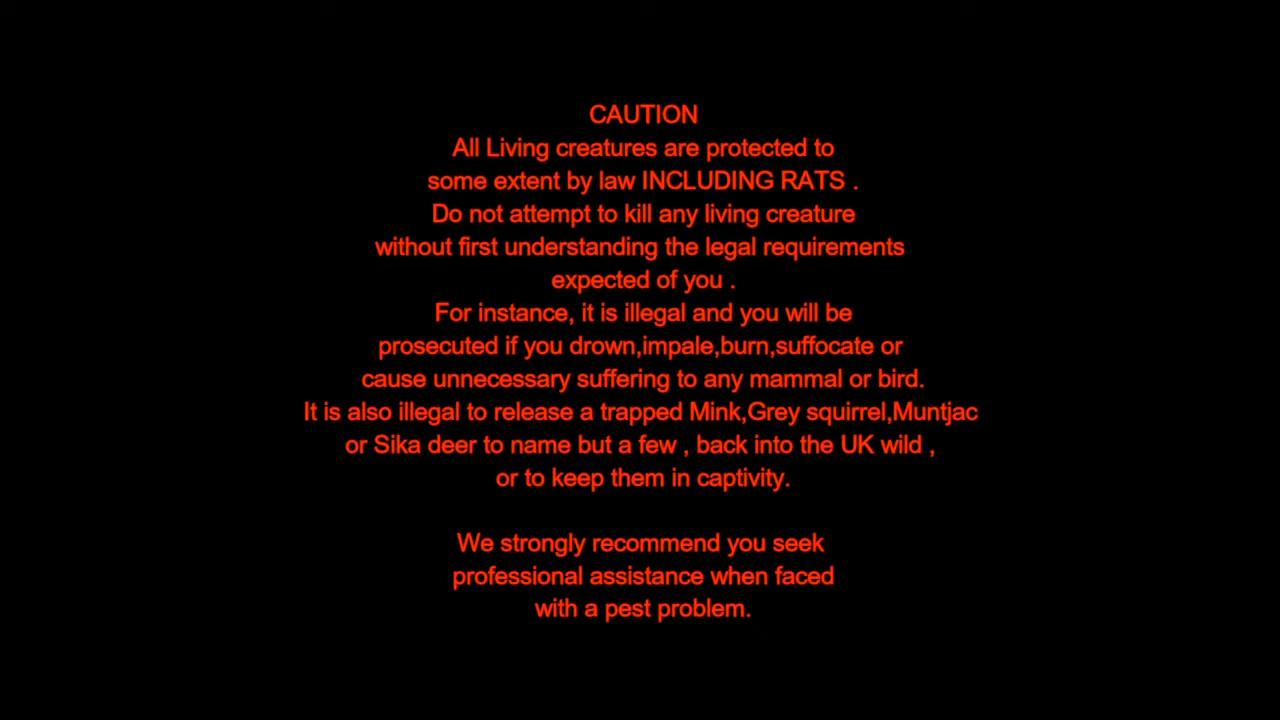 CAUTION
All Living creatures are protected to
some extent by law INCLUDING RATS .
Do not attempt to kill any living creature
without first understanding the legal requirements
expected of you .
For instance, it is illegal and you will be
prosecuted if you drown,impale,burn,suffocate or
cause unnecessary suffering to any mammal or bird.
It is also illegal to release a trapped Mink,Grey squirrel,Muntjac
or Sika deer to name but a few , back into the UK wild ,
or to keep them in captivity.
We strongly recommend you seek
professional assistance when faced
with a pest problem.